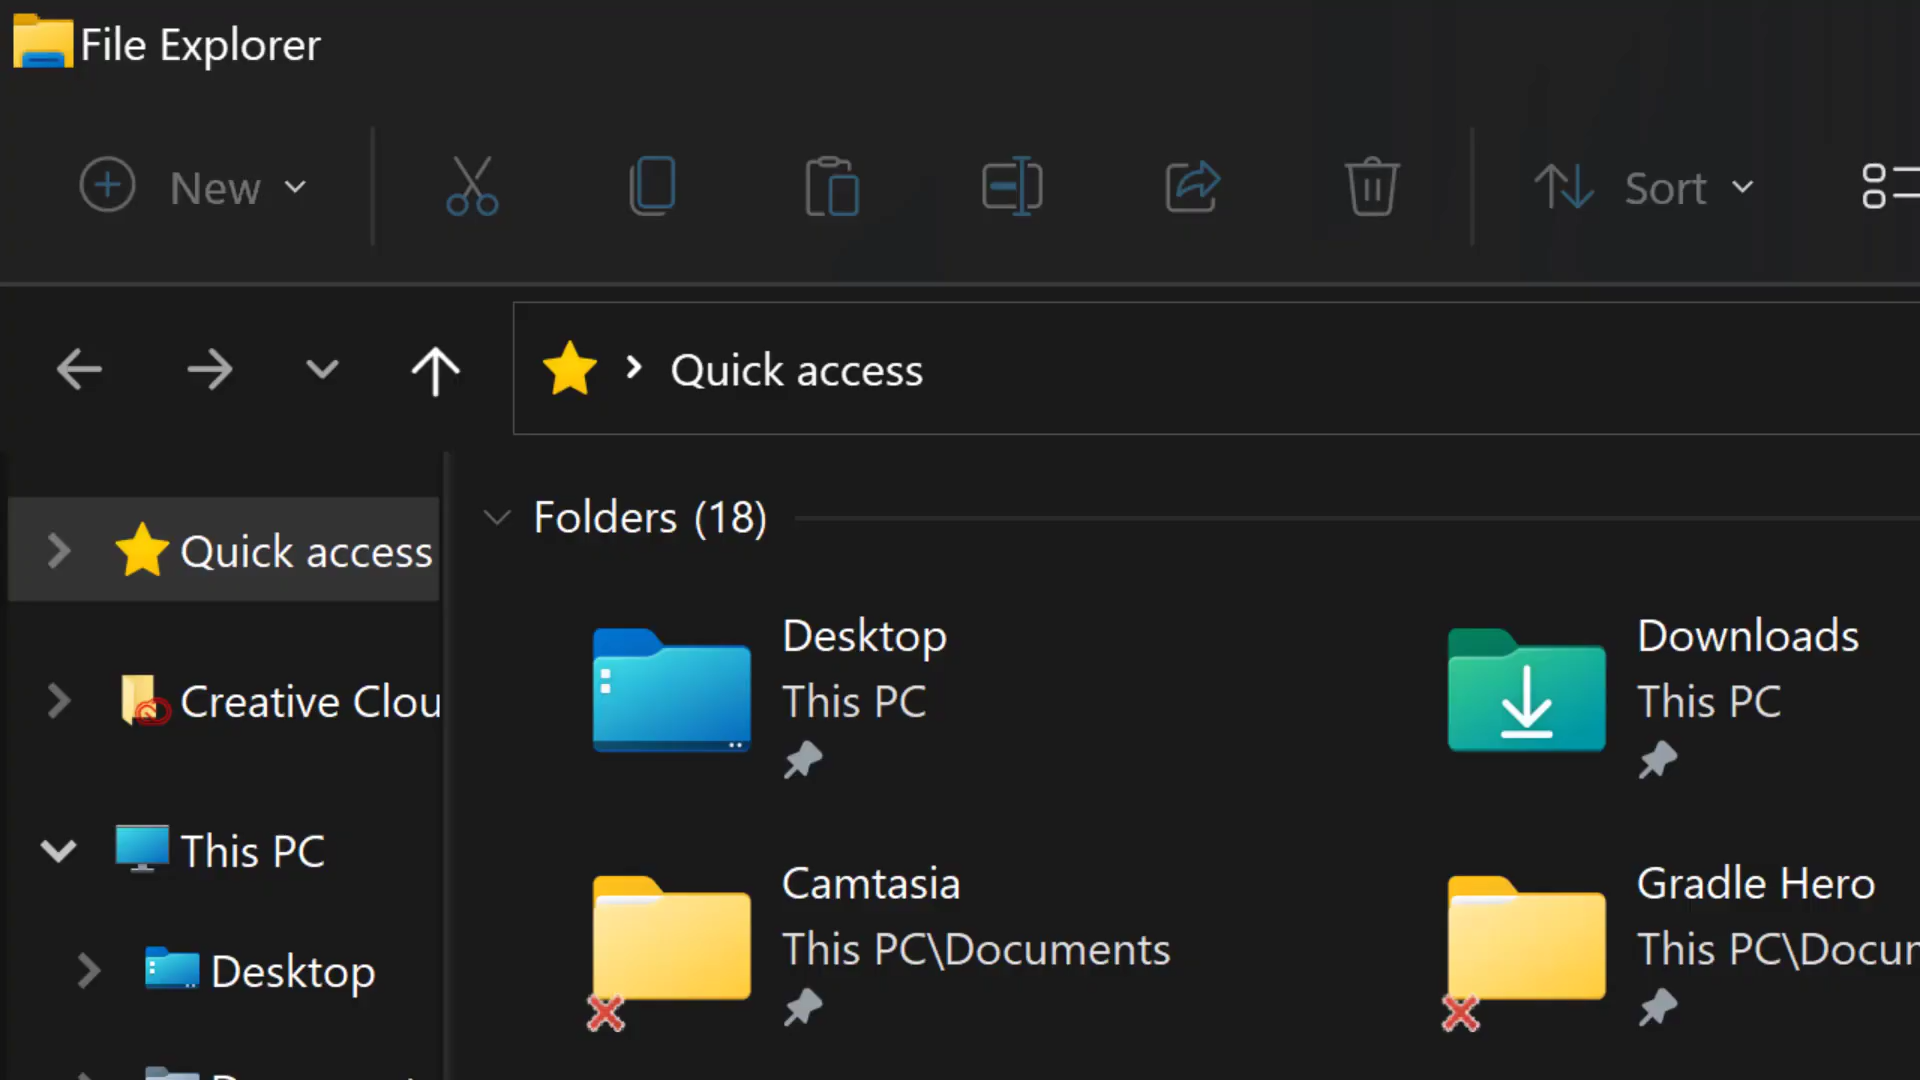 File Explorer
New
Sort
Quick access
Folders (18)
Quick access
Creative Clou
This PC
Desktop
Desktop
This PC
Downloads
This PC
Camtasia
This PC\Documents
Gradle Hero
This PC\Docum